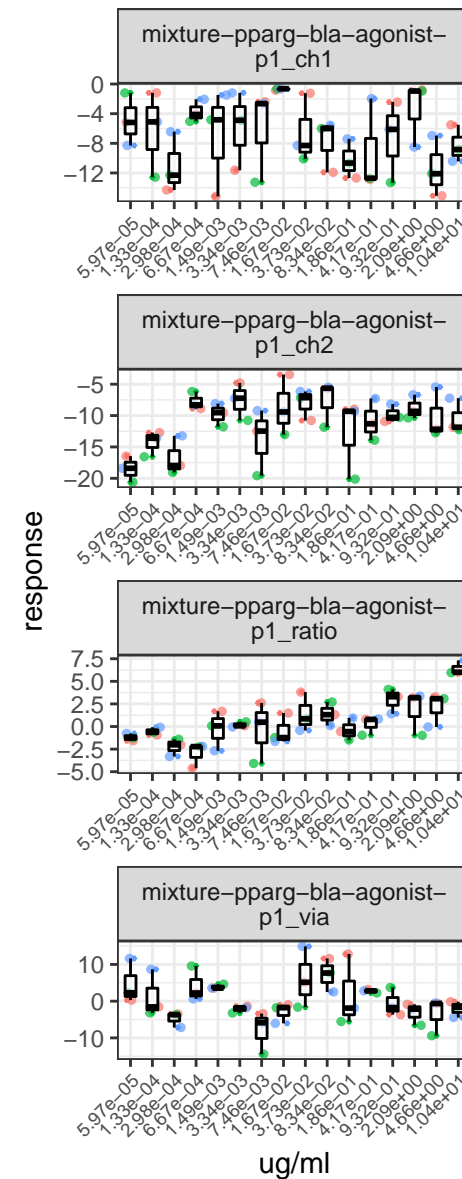 mixture−pparg−bla−agonist−
p1_ch1
0
−4
−8
−12
5.97e−05
1.33e−04
2.98e−04
6.67e−04
1.49e−03
3.34e−03
7.46e−03
1.67e−02
3.73e−02
8.34e−02
1.86e−01
4.17e−01
9.32e−01
2.09e+00
4.66e+00
1.04e+01
mixture−pparg−bla−agonist−
p1_ch2
−5
−10
−15
−20
5.97e−05
1.33e−04
2.98e−04
6.67e−04
1.49e−03
3.34e−03
7.46e−03
1.67e−02
3.73e−02
8.34e−02
1.86e−01
4.17e−01
9.32e−01
2.09e+00
4.66e+00
1.04e+01
response
mixture−pparg−bla−agonist−
p1_ratio
7.5
5.0
2.5
0.0
−2.5
−5.0
5.97e−05
1.33e−04
2.98e−04
6.67e−04
1.49e−03
3.34e−03
7.46e−03
1.67e−02
3.73e−02
8.34e−02
1.86e−01
4.17e−01
9.32e−01
2.09e+00
4.66e+00
1.04e+01
mixture−pparg−bla−agonist−
p1_via
10
0
−10
5.97e−05
1.33e−04
2.98e−04
6.67e−04
1.49e−03
3.34e−03
7.46e−03
1.67e−02
3.73e−02
8.34e−02
1.86e−01
4.17e−01
9.32e−01
2.09e+00
4.66e+00
1.04e+01
ug/ml